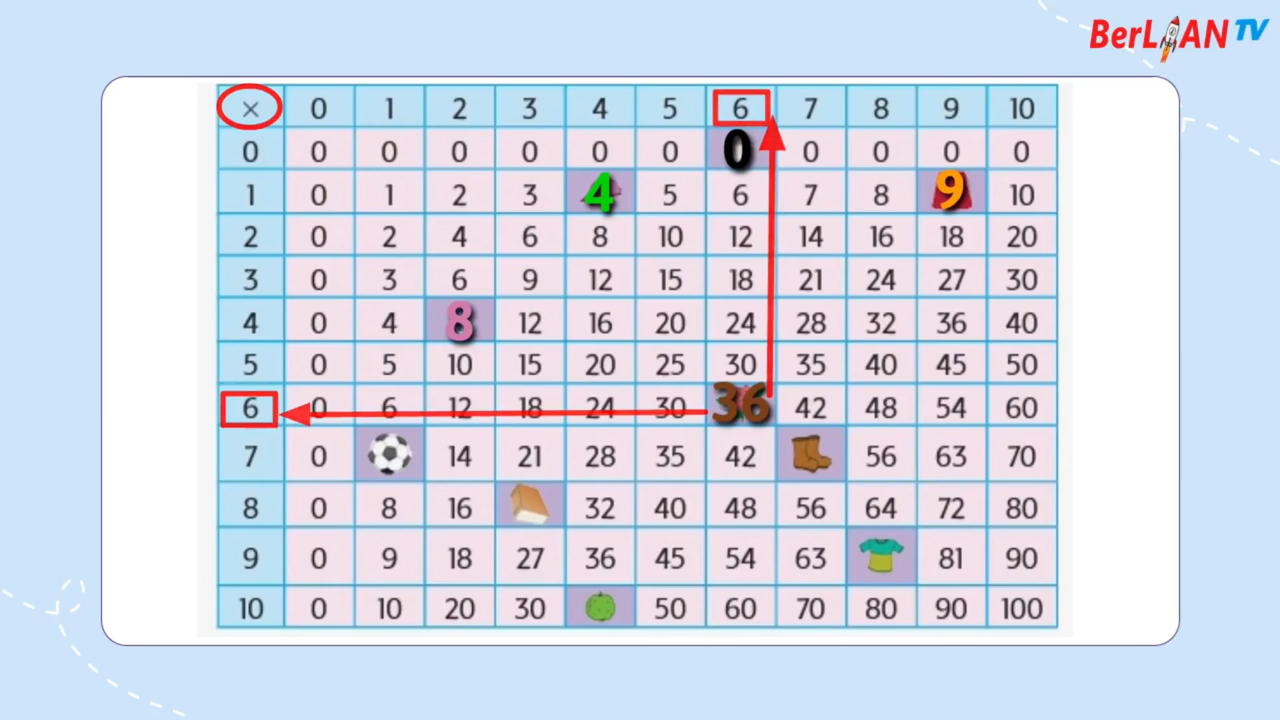 BerLIAN TV
× 0 1 2 3 4 5 6 7 8 9 10
0 0 0 0 0 0 0 0 0 0 0 0
1 0 1 2 3 4 5 6 7 8 9 10
2 0 2 4 6 8 10 12 14 16 18 20
3 0 3 6 9 12 15 18 21 24 27 30
4 0 4 8 12 16 20 24 28 32 36 40
5 0 5 10 15 20 25 30 35 40 45 50
6 0 6 12 18 24 30 36 42 48 54 60
7 0 14 21 28 35 42 56 63 70
8 0 8 16 32 40 48 56 64 72 80
9 0 9 18 27 36 45 54 63 81 90
10 0 10 20 30 50 60 70 80 90 100